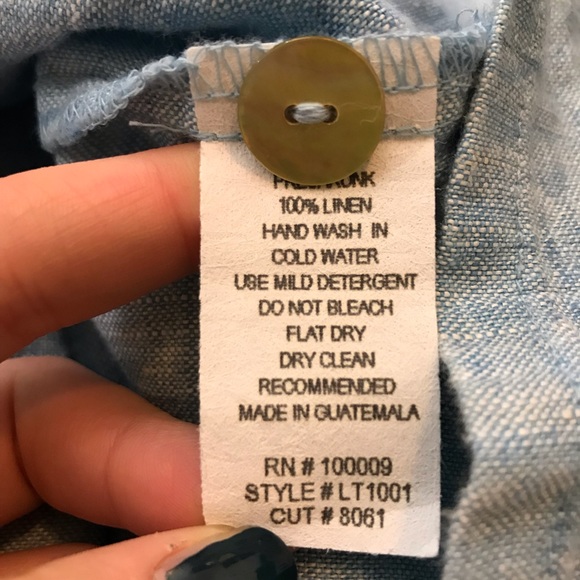 PRESHRUNK
100% LINEN
HAND WASH IN
COLD WATER
USE MILD DETERGENT
DO NOT BLEACH
FLAT DRY
DRY CLEAN
RECOMMENDED
MADE IN GUATEMALA
RN # 100009
STYLE # LT1001
CUT # 8061